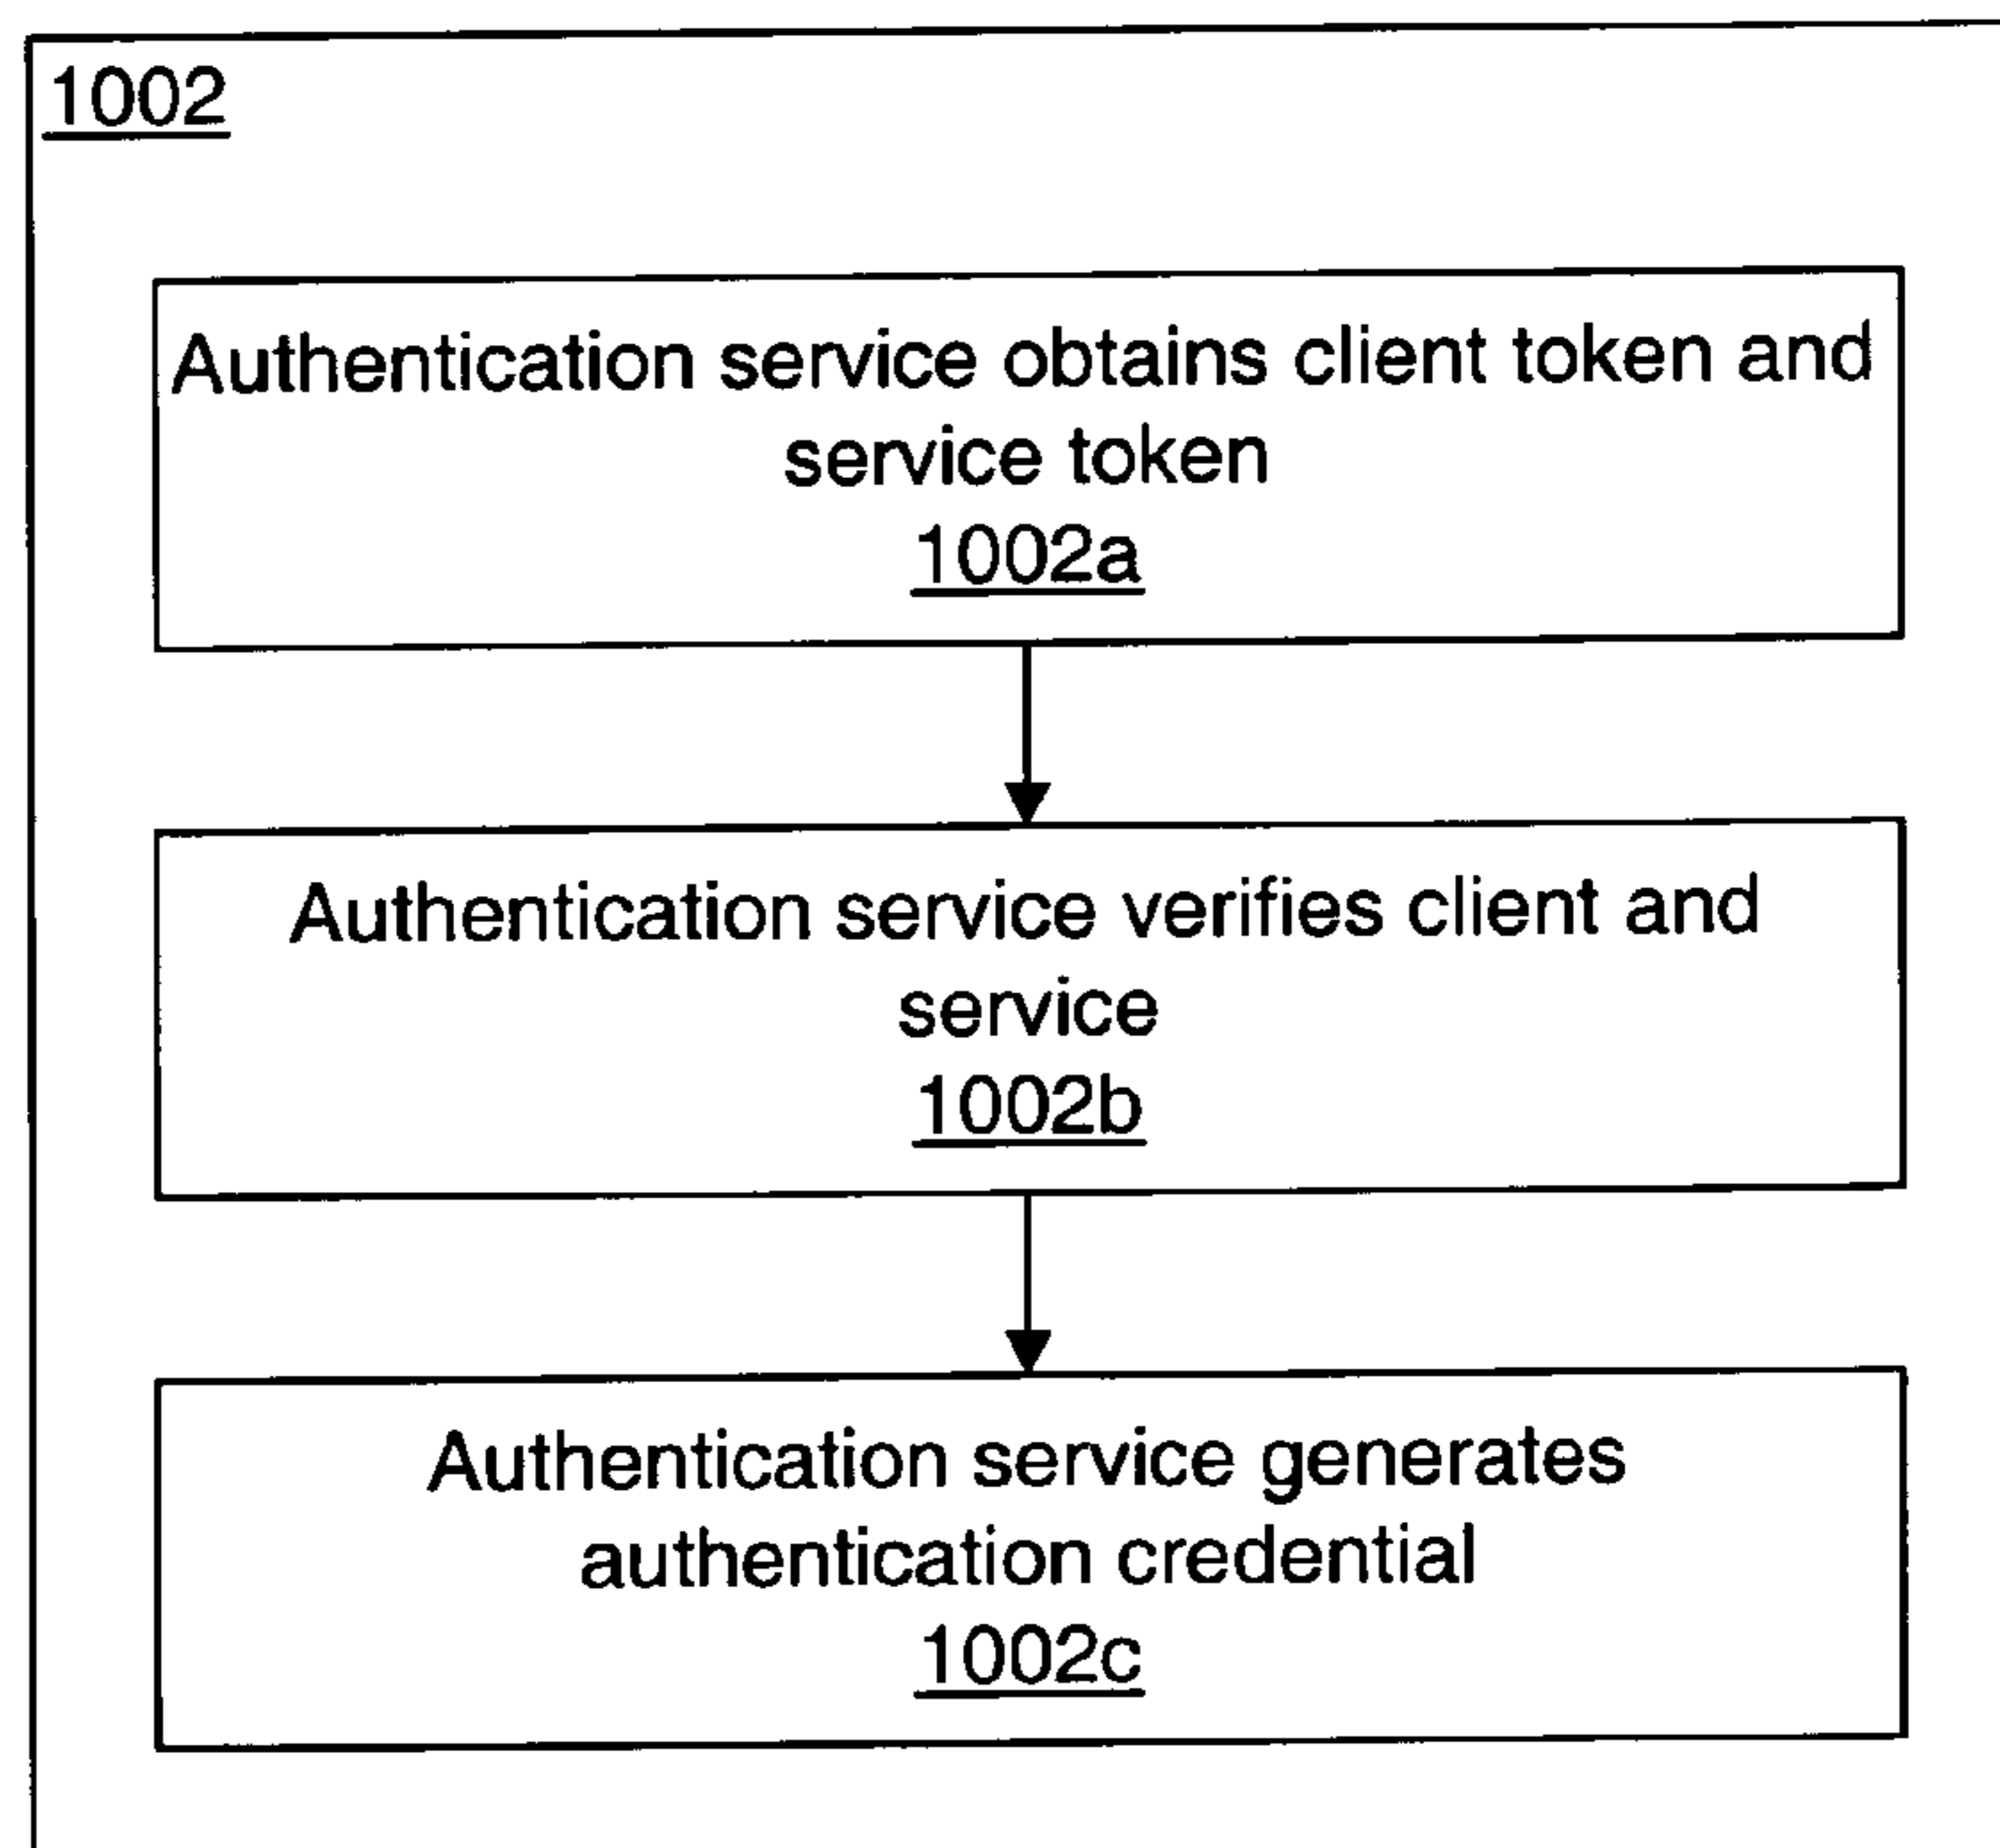 1002
Authentication service obtains client token and
service token
1002a
Authentication service verifies client and
service
1002b
Authentication service generates
authentication credential
1002c